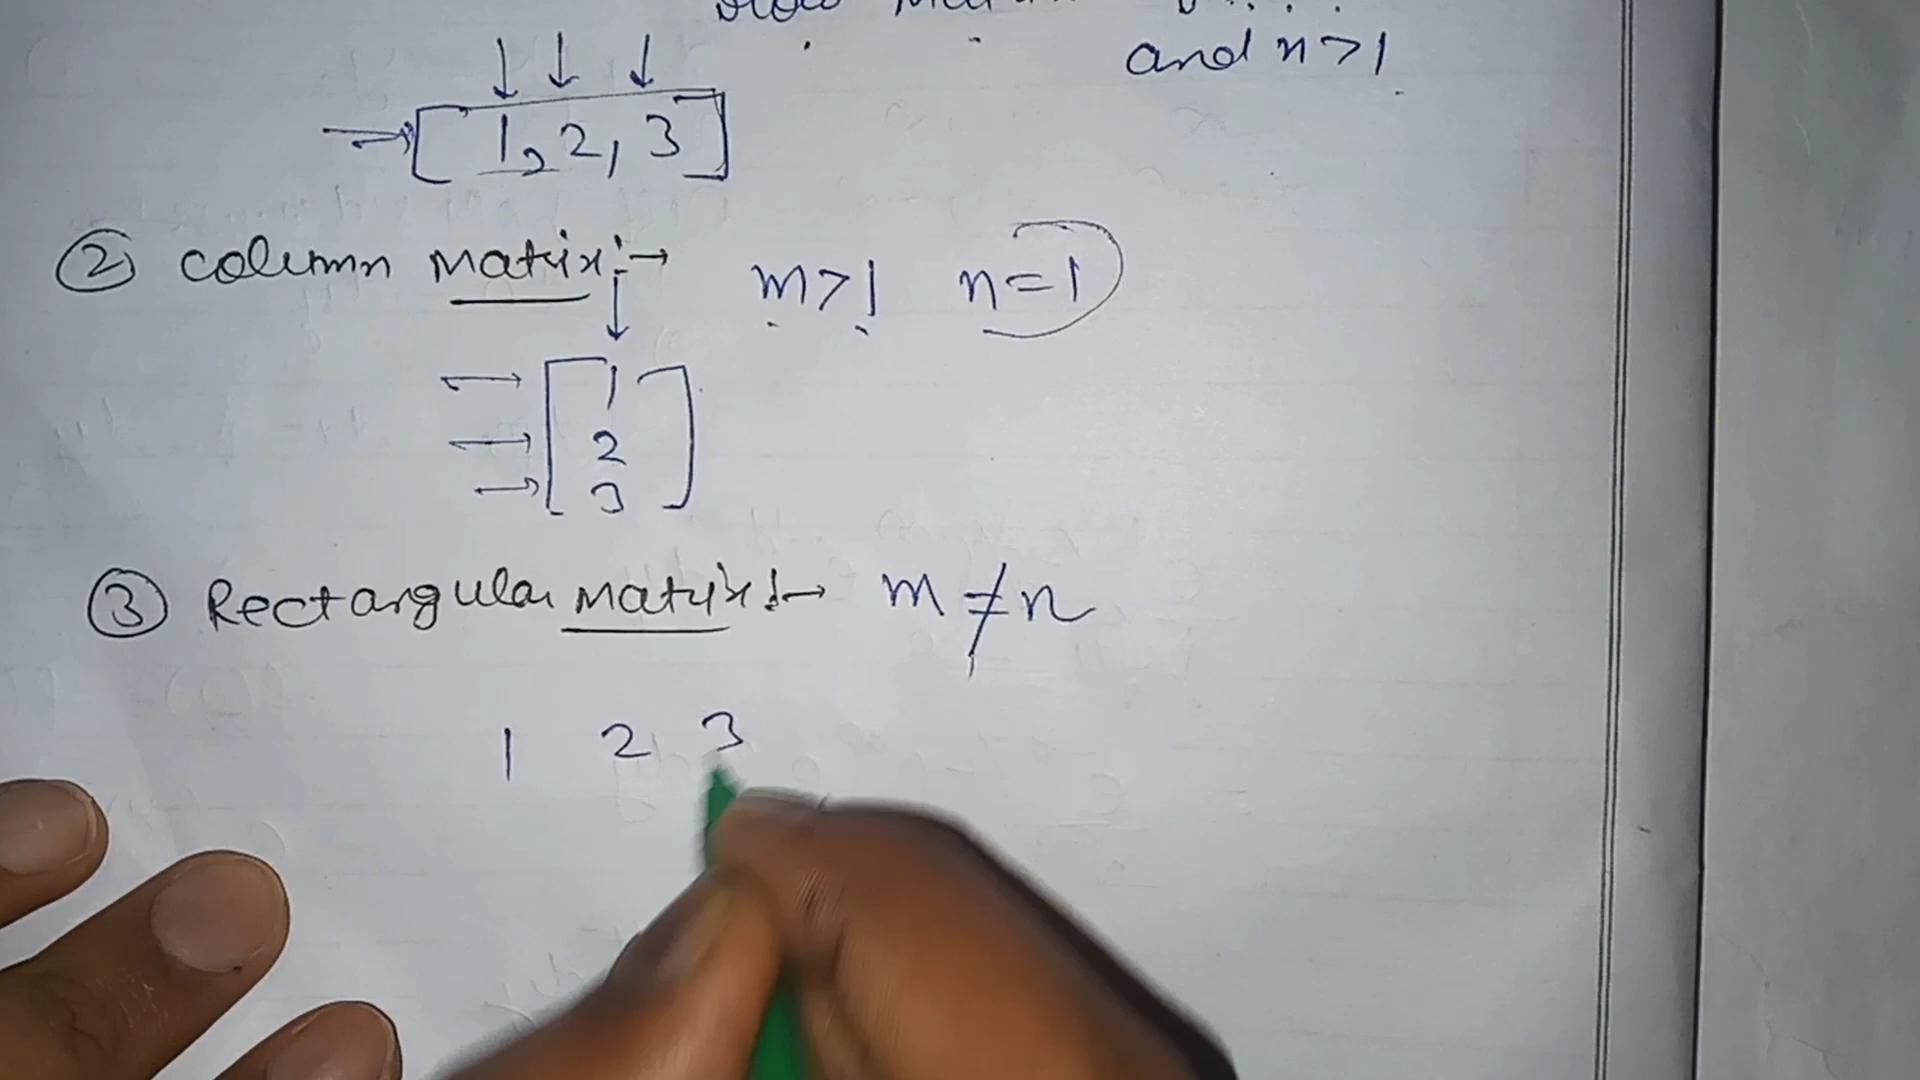 and n>1
[1, 2, 3]
② column matrix:→ m>1 n=1
1
2
3
③ Rectangular matrix:→ m≠n
1 2 3